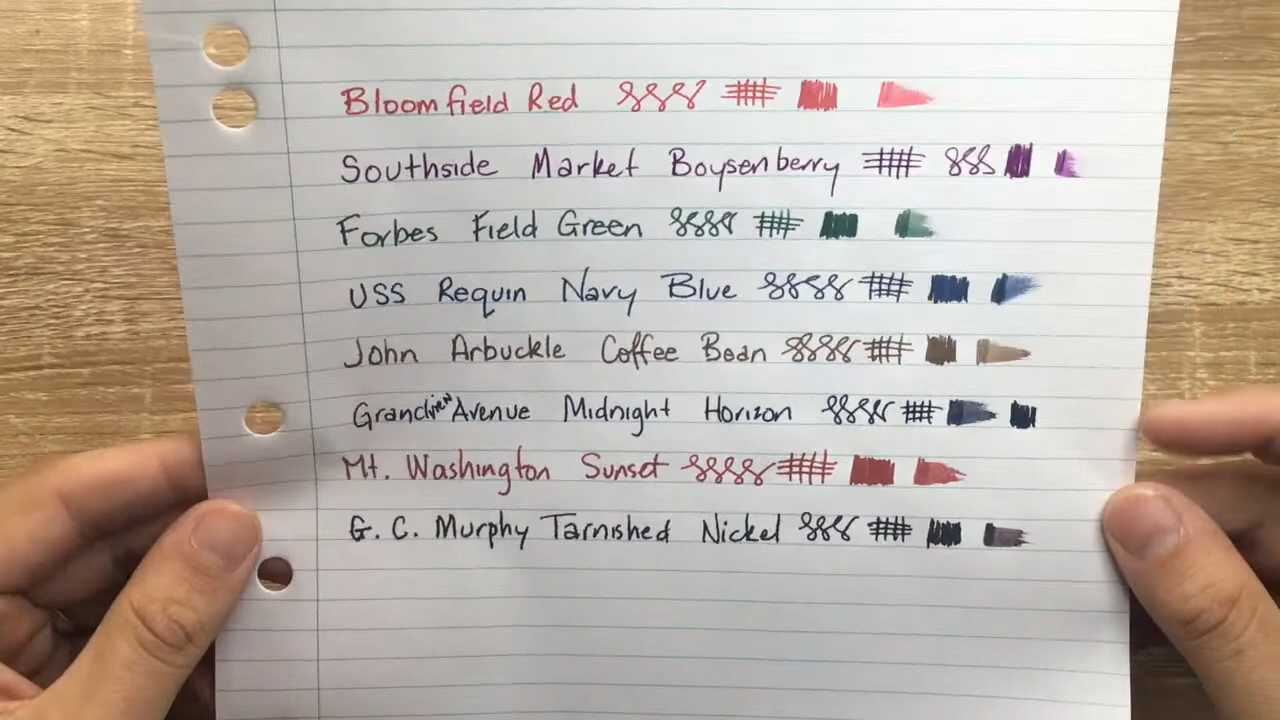 Bloomfield Red
Southside Market Boysenberry
Forbes Field Green
USS Requin Navy Blue
John Arbuckle Coffee Bean
Grandview Avenue Midnight Horizon
Mt. Washington Sunset
G. C. Murphy Tarnished Nickel